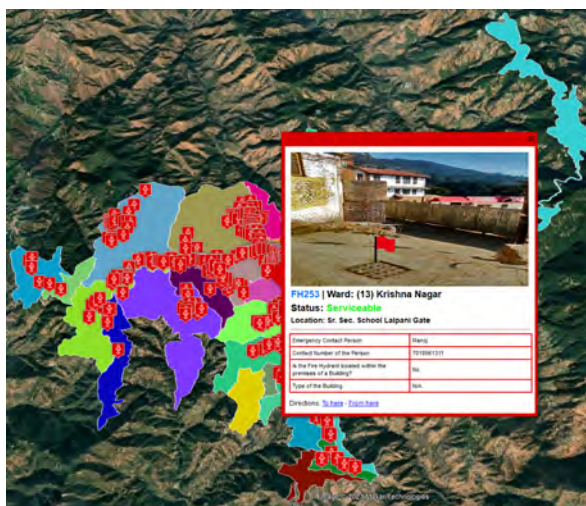 FH253 | Ward: (13) Krishna Nagar
Status: Serviceable
Location: Sr. Sec. School Lalpani Gate
Emergency Contact Person Manoj
Contact Number of the Person
Is the Fire Hydrant located within the premises of a Building? No
Type of the Building N/A
Directions: To here - From here
Technologies